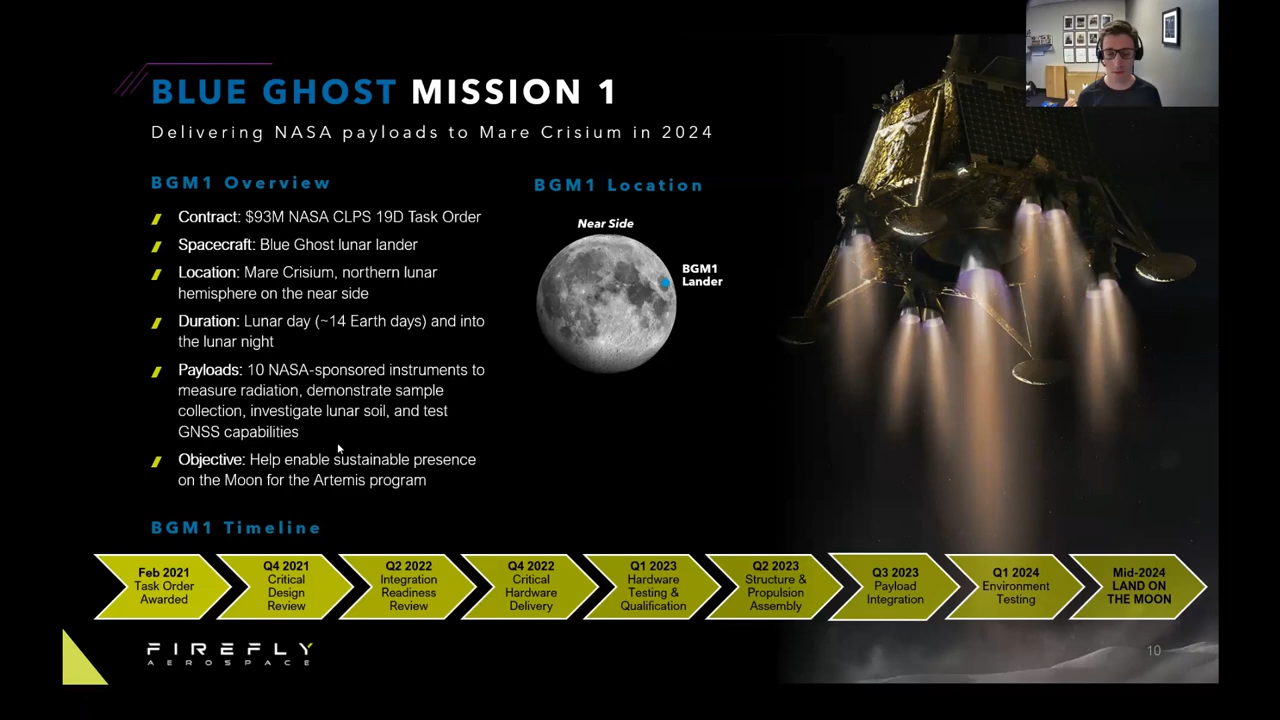 BLUE GHOST MISSION 1
Delivering NASA payloads to Mare Crisium in 2024
BGM1 Overview
Contract: $93M NASA CLPS 19D Task Order
Spacecraft: Blue Ghost lunar lander
Location: Mare Crisium, northern lunar
hemisphere on the near side
Duration: Lunar day (~14 Earth days) and into
the lunar night
Payloads: 10 NASA-sponsored instruments to
measure radiation, demonstrate sample
collection, investigate lunar soil, and test
GNSS capabilities
Objective: Help enable sustainable presence
on the Moon for the Artemis program
BGM1 Location
Near Side
BGM1
Lander
BGM1 Timeline
Feb 2021
Task Order
Awarded
Q4 2021
Critical
Design
Review
Q2 2022
Integration
Readiness
Review
Q4 2022
Critical
Hardware
Delivery
Q1 2023
Hardware
Testing &
Qualification
Q2 2023
Structure &
Propulsion
Assembly
Q3 2023
Payload
Integration
Q1 2024
Environment
Testing
Mid-2024
LAND ON
THE MOON
FIREFLY
AEROSPACE
10